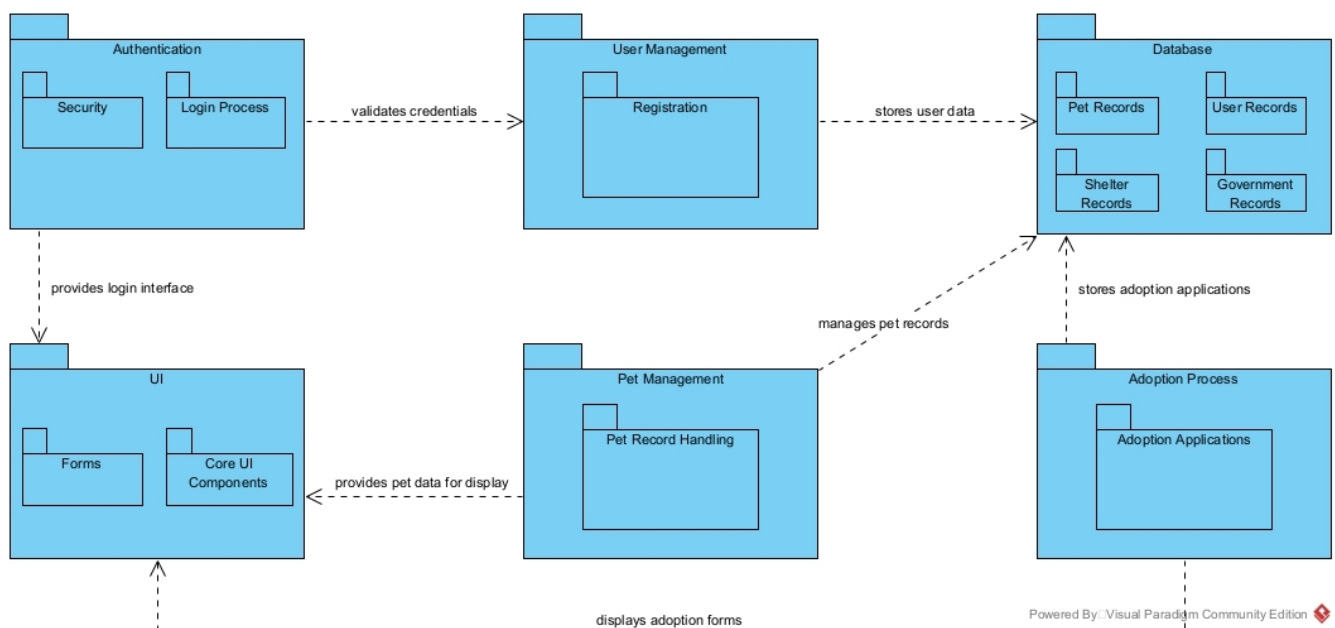 Authentication
User Management
Database
Security
Login Process
Registration
Pet Records
User Records
validates credentials
stores user data
Shelter
Records
Government
Records
provides login interface
stores adoption applications
manages pet records
UI
Pet Management
Adoption Process
Forms
Core UI
Components
Pet Record Handling
Adoption Applications
provides pet data for display
displays adoption forms
Powered By Visual Paradigm Community Edition